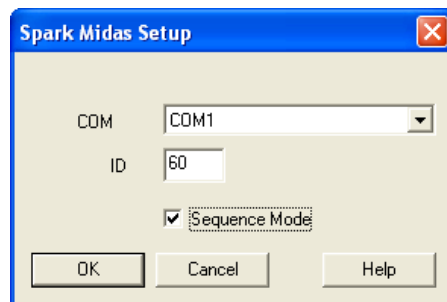 Spark Midas Setup
COM COM1
ID 60
Sequence Mode
OK Cancel Help